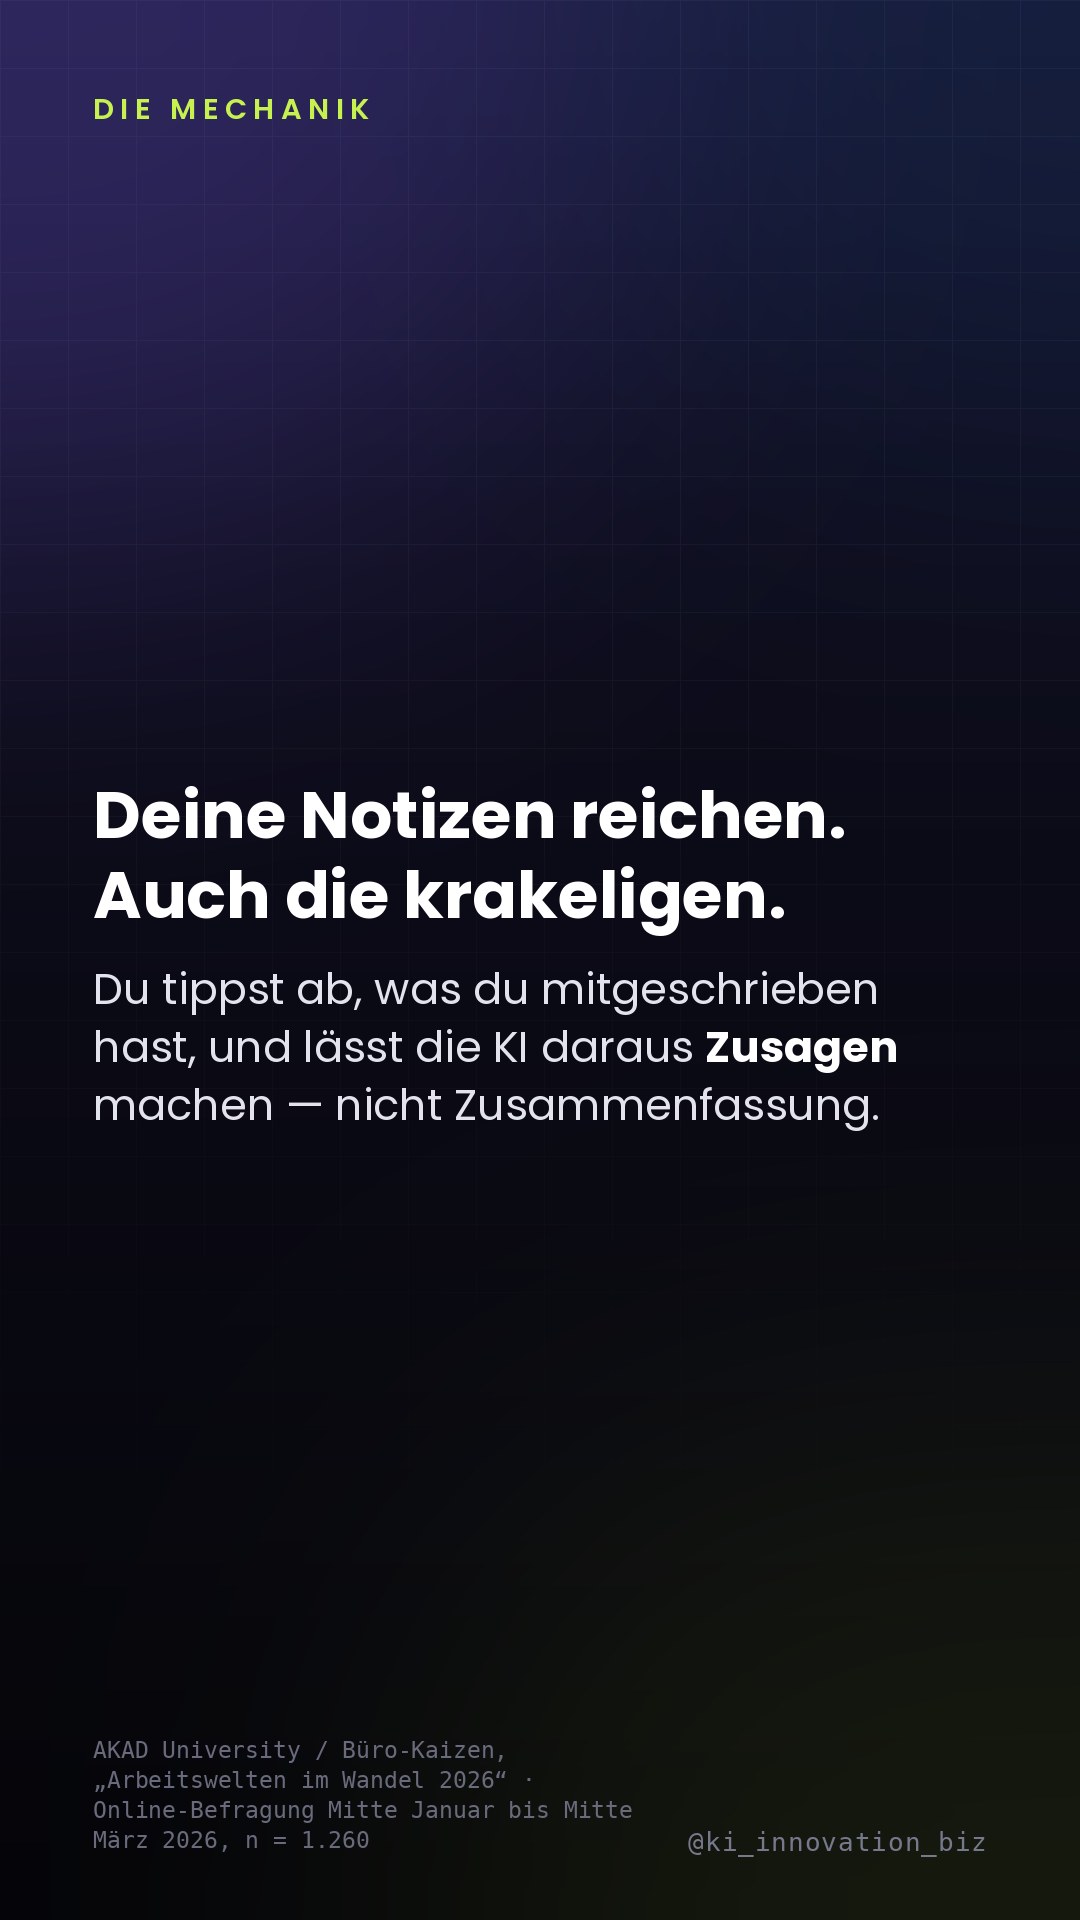 DIE MECHANIK
Deine Notizen reichen.
Auch die krakeligen.
Du tippst ab, was du mitgeschrieben
hast, und lässt die KI daraus Zusagen
machen — nicht Zusammenfassung.
AKAD University / Büro-Kaizen,
„Arbeitswelten im Wandel 2026“ ·
Online-Befragung Mitte Januar bis Mitte
März 2026, n = 1.260
@ki_innovation_biz